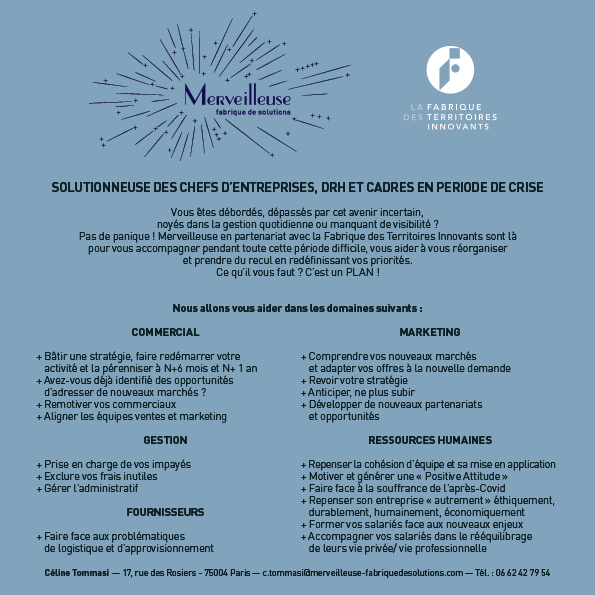 Merveilleuse
fabrique de solutions
LA FABRIQUE
DES TERRITOIRES
INNOVANTS
SOLUTIONNEUSE DES CHEFS D'ENTREPRISES, DRH ET CADRES EN PERIODE DE CRISE
Vous êtes débordés, dépassés par cet avenir incertain,
noyés dans la gestion quotidienne ou manquant de visibilité ?
Pas de panique ! Merveilleuse en partenariat avec la Fabrique des Territoires Innovants sont là
pour vous accompagner pendant toute cette période difficile, vous aider à vous réorganiser
et prendre du recul en redéfinissant vos priorités.
Ce qu'il vous faut ? C'est un PLAN !
Nous allons vous aider dans les domaines suivants :
COMMERCIAL
+ Bâtir une stratégie, faire redémarrer votre
activité et la pérenniser à N+6 mois et N+ 1 an
+ Avez-vous déjà identifié des opportunités
d'adresser de nouveaux marchés ?
+ Remotiver vos commerciaux
+ Aligner les équipes ventes et marketing
GESTION
+ Prise en charge de vos impayés
+ Exclure vos frais inutiles
+ Gérer l'administratif
FOURNISSEURS
+ Faire face aux problématiques
de logistique et d'approvisionnement
MARKETING
+ Comprendre vos nouveaux marchés
et adapter vos offres à la nouvelle demande
+ Revoir votre stratégie
+ Anticiper, ne plus subir
+ Développer de nouveaux partenariats
et opportunités
RESSOURCES HUMAINES
+ Repenser la cohésion d'équipe et sa mise en application
+ Motiver et générer une « Positive Attitude »
+ Faire face à la souffrance de l'après-Covid
+ Repenser son entreprise « autrement » éthiquement,
durablement, humainement, économiquement
+ Former vos salariés face aux nouveaux enjeux
+ Accompagner vos salariés dans le rééquilibrage
de leurs vie privée/ vie professionnelle
Céline Tommasi — 17, rue des Rosiers - 75004 Paris — c.tommasi@merveilleuse-fabriquedesolutions.com — Tél. : 06 62 42 79 54